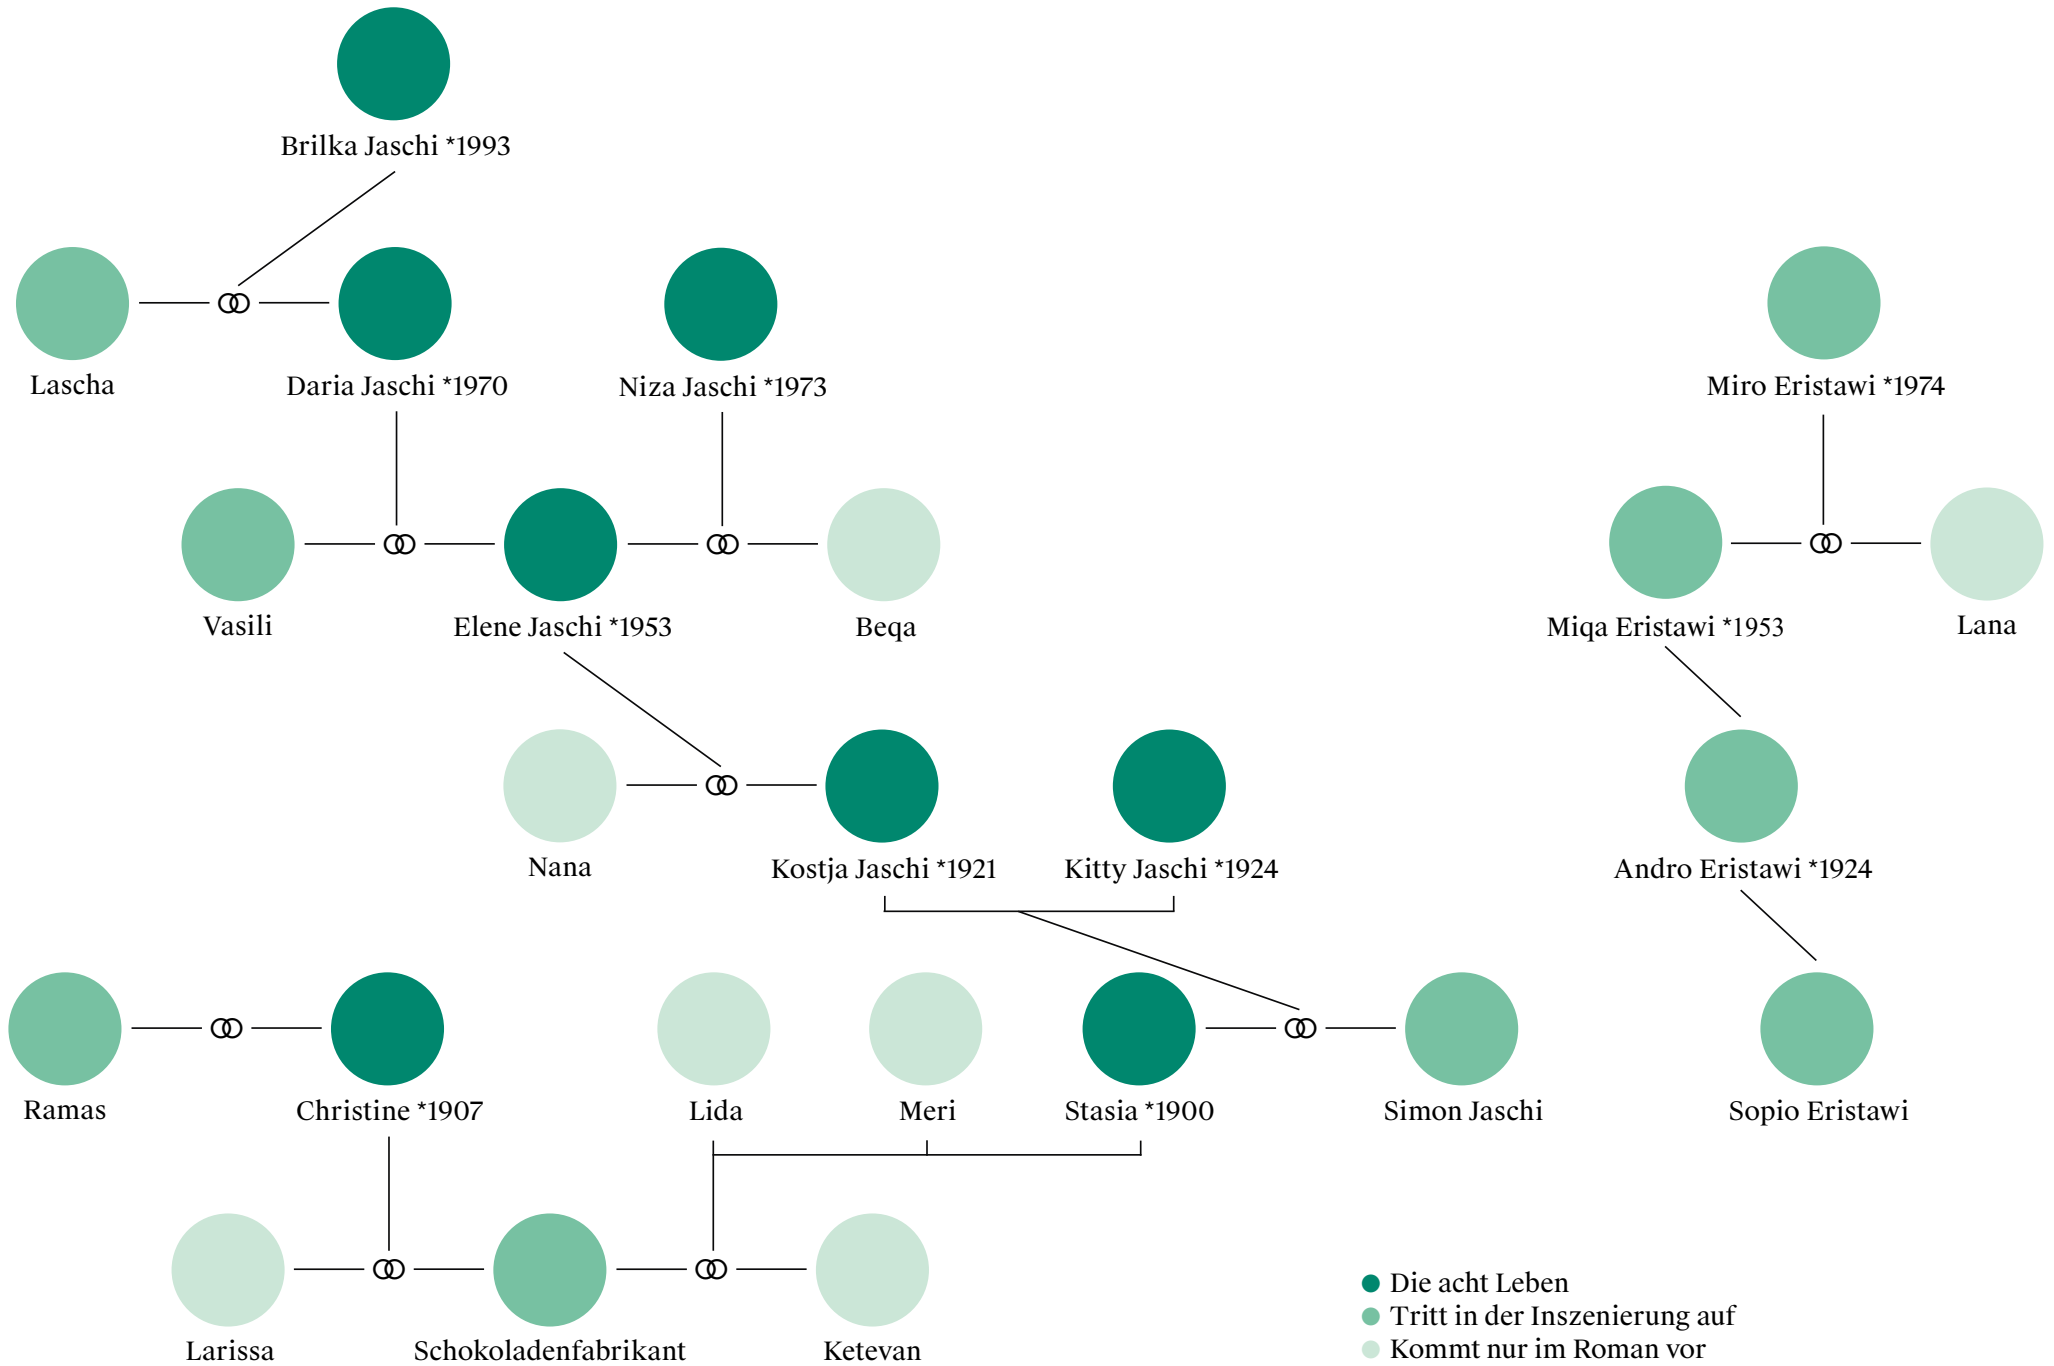 Brilka Jaschi *1993
Lascha
Daria Jaschi *1970
Niza Jaschi *1973
Miro Eristawi *1974
Vasili
Elene Jaschi *1953
Beqa
Miqa Eristawi *1953
Lana
Nana
Kostja Jaschi *1921
Kitty Jaschi *1924
Andro Eristawi *1924
Ramas
Christine *1907
Lida
Meri
Stasia *1900
Simon Jaschi
Sopio Eristawi
Larissa
Schokoladenfabrikant
Ketevan
Die acht Leben
Tritt in der Inszenierung auf
Kommt nur im Roman vor